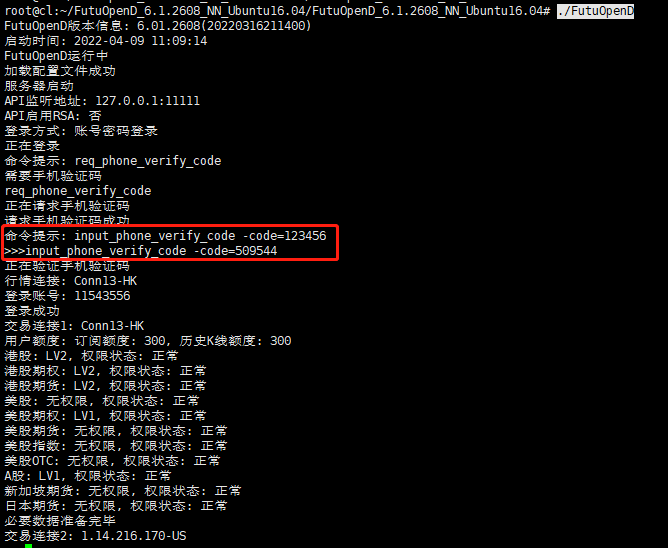 root@cl:~/FutuOpenD_6.1.2608_NN_Ubuntu16.04/FutuOpenD_6.1.2608_NN_Ubuntu16.04# ./FutuOpenD
FutuOpenD版本信息: 6.01.2608(20220316211400)
启动时间: 2022-04-09 11:09:14
FutuOpenD运行中
加载配置文件成功
服务器启动
API监听地址: 127.0.0.1:11111
API启用RSA: 否
登录方式: 账号密码登录
正在登录
命令提示: req_phone_verify_code
需要手机验证码
req_phone_verify_code
正在请求手机验证码
请求手机验证码成功
命令提示: input_phone_verify_code -code=123456
>>>input_phone_verify_code -code=509544
正在验证手机验证码
行情连接: Conn13-HK
登录账号: 11543556
登录成功
交易连接1: Conn13-HK
用户额度: 订阅额度: 300, 历史K线额度: 300
港股: LV2, 权限状态: 正常
港股期权: LV2, 权限状态: 正常
港股期货: LV2, 权限状态: 正常
美股: 无权限, 权限状态: 正常
美股期权: LV1, 权限状态: 正常
美股期货: 无权限, 权限状态: 正常
美股指数: 无权限, 权限状态: 正常
美股OTC: 无权限, 权限状态: 正常
A股: LV1, 权限状态: 正常
新加坡期货: 无权限, 权限状态: 正常
日本期货: 无权限, 权限状态: 正常
必要数据准备完毕
交易连接2: 1.14.216.170-US